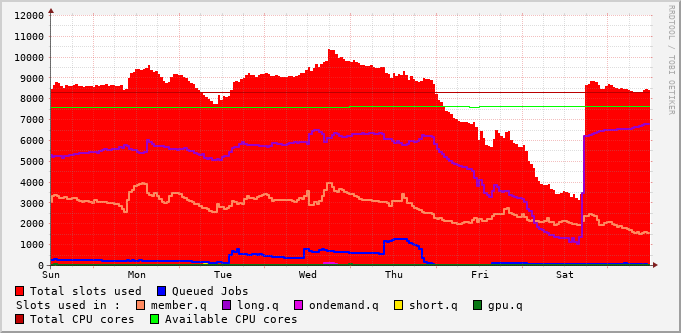 12000
11000
10000
9000
8000
7000
6000
5000
4000
3000
2000
1000
0
Sun Mon Tue Wed Thu Fri Sat
RRDTOOL / TOBI OETIKER
Total slots used Queued Jobs
Slots used in : member.q long.q ondemand.q short.q gpu.q
Total CPU cores Available CPU cores